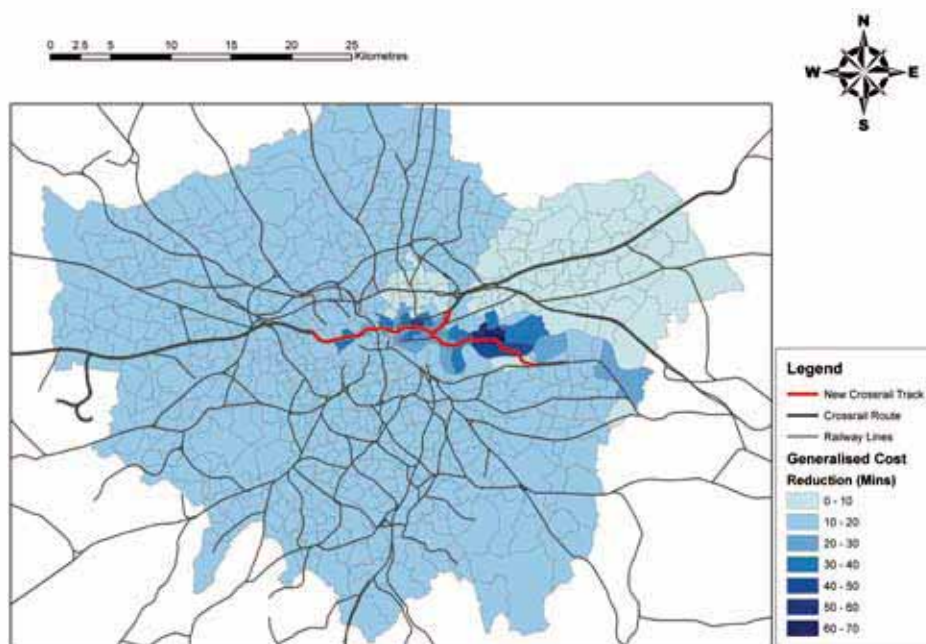 0 2.5 5 10 15 20 25
Kilometres
N
W E
S
Legend
New Crossrail Track
Crossrail Route
Railway Lines
Generalised Cost
Reduction (Mins)
0 - 10
10 - 20
20 - 30
30 - 40
40 - 50
50 - 60
60 - 70